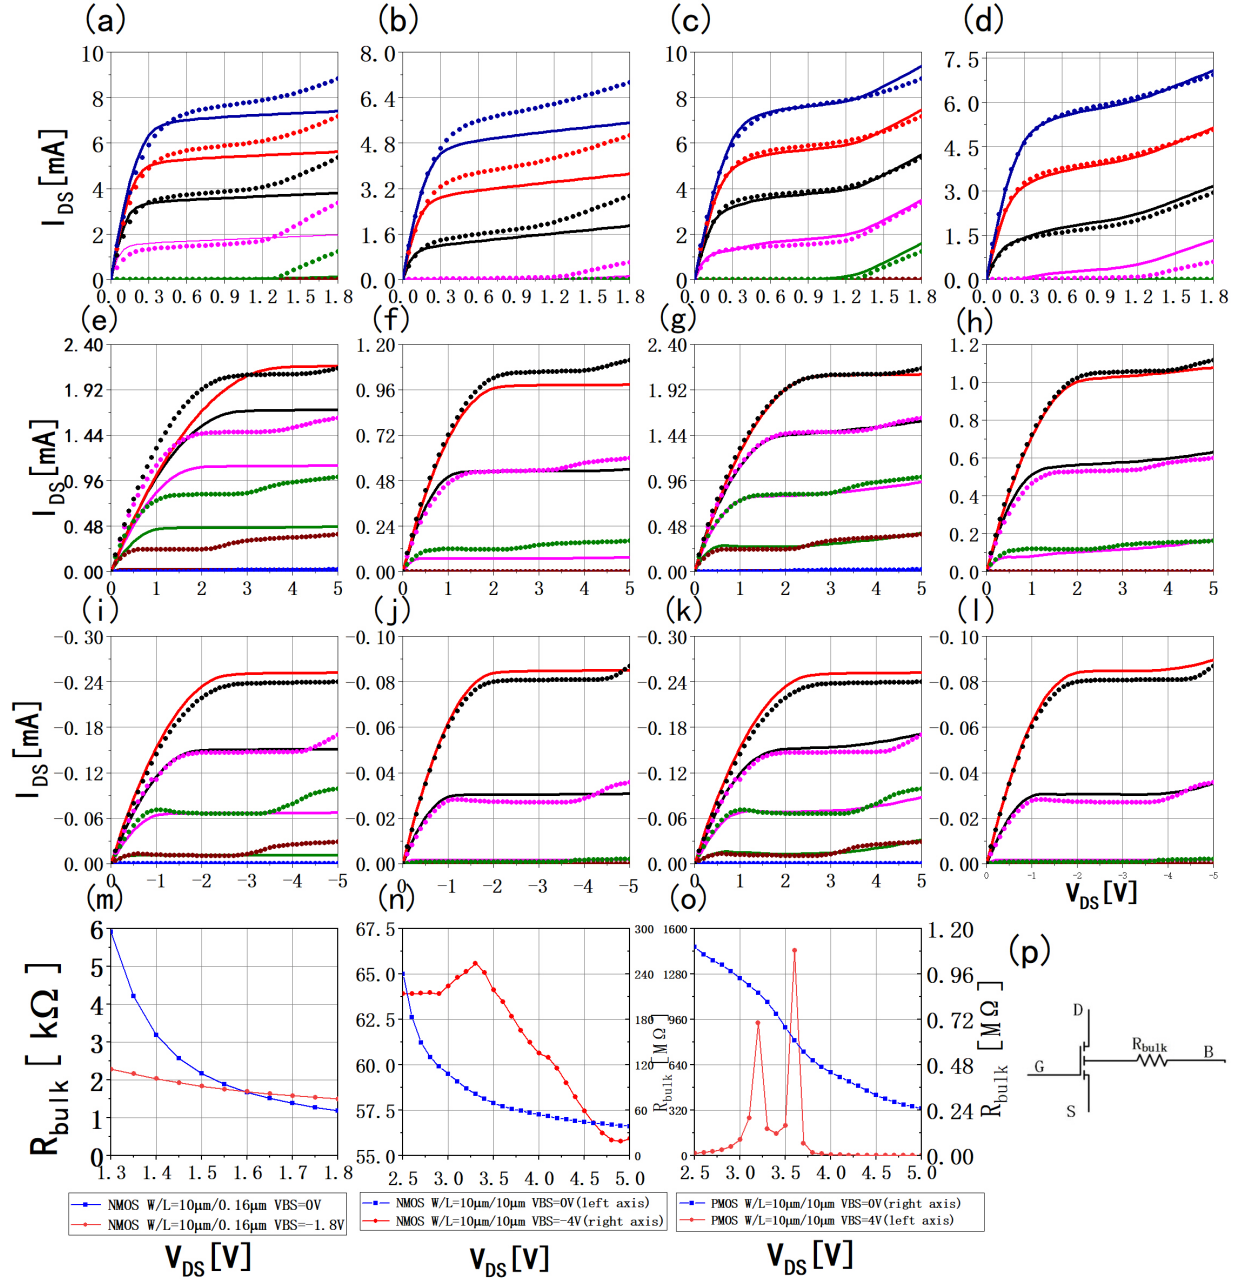 (a) (b) (c) (d)
10 8.0 10 7.5
8 6.4 8 6.0
6 4.8 6 4.5
4 3.2 4 3.0
2 1.6 2 1.5
0 0.0 0 0.0
I_DS [mA]
0.0 0.3 0.6 0.9 1.2 1.5 1.8 0.0 0.3 0.6 0.9 1.2 1.5 1.8 0.0 0.3 0.6 0.9 1.2 1.5 1.8 0.0 0.3 0.6 0.9 1.2 1.5 1.8
(e) (f) (g) (h)
2.40 1.20 2.40 1.2
1.92 0.96 1.92 1.0
1.44 0.72 1.44 0.8
0.96 0.48 0.96 0.6
0.48 0.24 0.48 0.4
0.00 0.00 0.00 0.2
0.0
I_DS [mA]
0 1 2 3 4 5 0 1 2 3 4 5 0 1 2 3 4 5 0 1 2 3 4 5
(i) (j) (k) (l)
-0.30 -0.10 -0.30 -0.10
-0.24 -0.08 -0.24 -0.08
-0.18 -0.06 -0.18 -0.06
-0.12 -0.04 -0.12 -0.04
-0.06 -0.02 -0.06 -0.02
0.00 0.00 0.00 0.00
I_DS [mA]
0 -1 -2 -3 -4 -5 0 -1 -2 -3 -4 -5 0 1 2 3 4 5 0 -1 -2 -3 -4 -5
V_DS [V]
(m) (n) (o) (p)
6 67.5 300 1600 1.20
5 65.0 240 1280 0.96
4 62.5 180 960 0.72
3 60.0 120 640 0.48
2 57.5 60 320 0.24
1 55.0 0 0 0.00
0
R_bulk [kΩ]
R_bulk [MΩ]
R_bulk [MΩ]
1.3 1.4 1.5 1.6 1.7 1.8 2.5 3.0 3.5 4.0 4.5 5.0 2.5 3.0 3.5 4.0 4.5 5.0
D
R_bulk
B
G
S
NMOS W/L=10μm/0.16μm VBS=0V
NMOS W/L=10μm/0.16μm VBS=-1.8V
NMOS W/L=10μm/10μm VBS=0V(left axis)
NMOS W/L=10μm/10μm VBS=-4V(right axis)
PMOS W/L=10μm/10μm VBS=0V(right axis)
PMOS W/L=10μm/10μm VBS=4V(left axis)
V_DS [V] V_DS [V] V_DS [V]